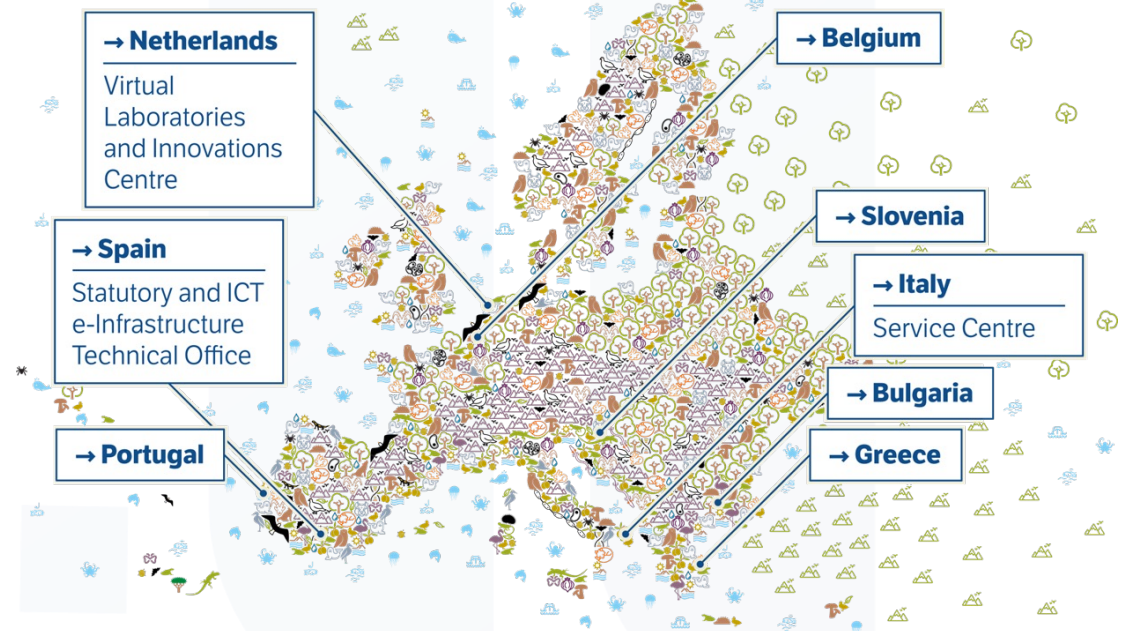 → Netherlands
Virtual
Laboratories
and Innovations
Centre
→ Spain
Statutory and ICT
e-Infrastructure
Technical Office
→ Portugal
→ Belgium
→ Slovenia
→ Italy
Service Centre
→ Bulgaria
→ Greece